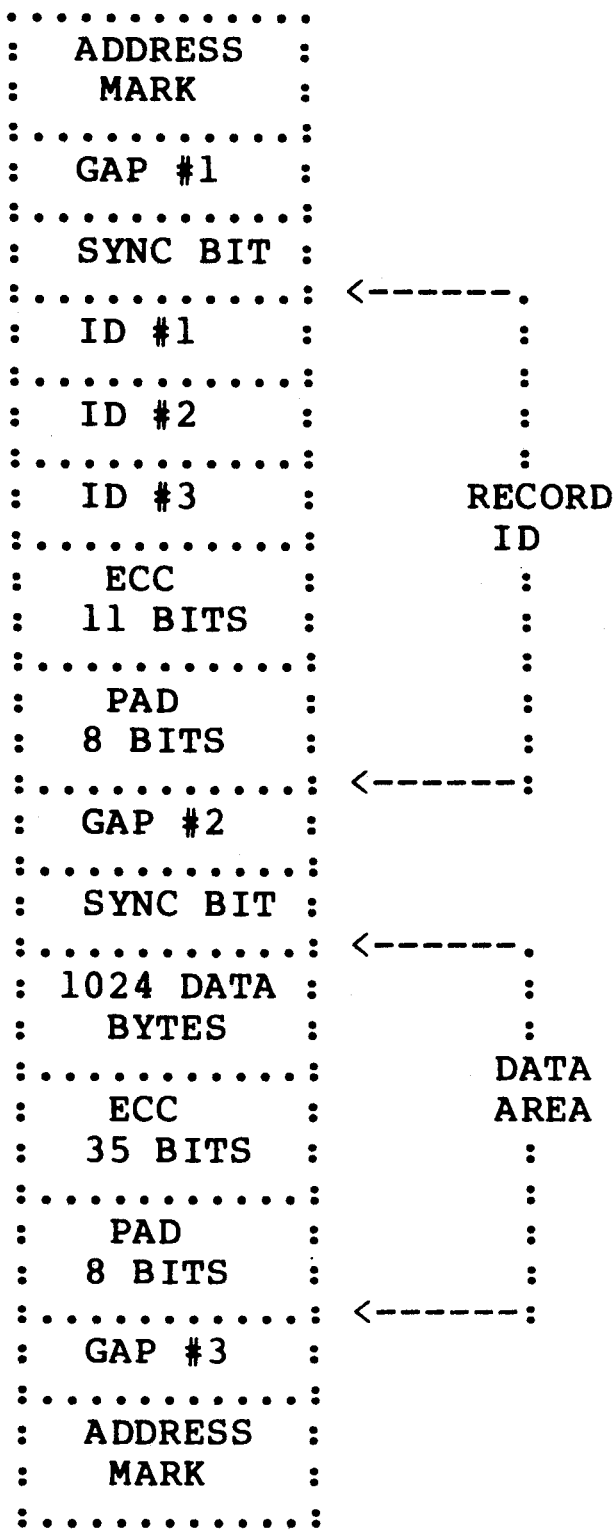 ADDRESS
MARK
GAP #1
SYNC BIT
ID #1
ID #2
ID #3
RECORD
ID
ECC
11 BITS
PAD
8 BITS
GAP #2
SYNC BIT
1024 DATA
BYTES
DATA
AREA
ECC
35 BITS
PAD
8 BITS
GAP #3
ADDRESS
MARK